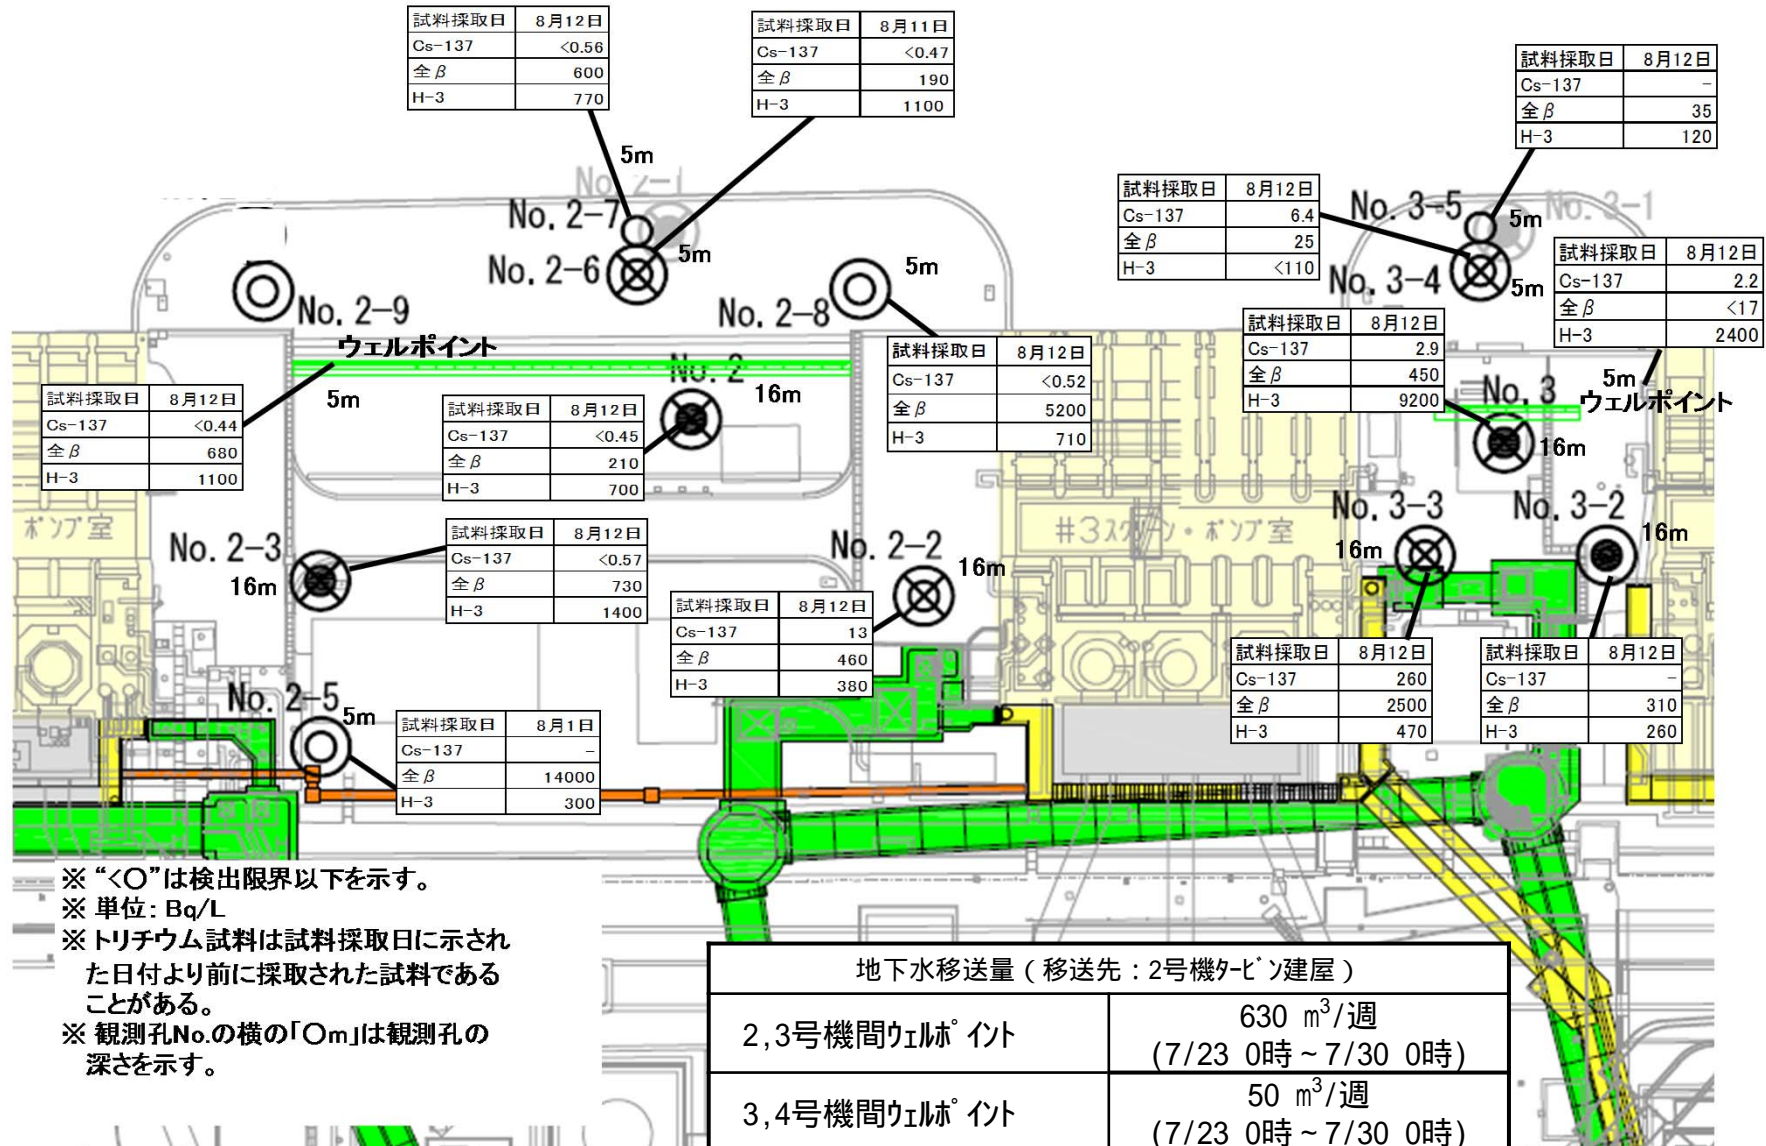 試料採取日 8月12日
Cs-137 <0.56
全β 600
H-3 770
試料採取日 8月11日
Cs-137 <0.47
全β 190
H-3 1100
試料採取日 8月12日
Cs-137 -
全β 35
H-3 120
5m
No. 2-1
No. 2-7
5m
No. 2-6
試料採取日 8月12日
Cs-137 6.4
全β 25
H-3 <110
No. 3-5
5m
No. 3-1
No. 3-4
5m
試料採取日 8月12日
Cs-137 2.2
全β <17
H-3 2400
No. 2-9
5m
No. 2-8
ウェルポイント
5m
試料採取日 8月12日
Cs-137 <0.44
全β 680
H-3 1100
No. 2
16m
試料採取日 8月12日
Cs-137 <0.45
全β 210
H-3 700
試料採取日 8月12日
Cs-137 <0.52
全β 5200
H-3 710
試料採取日 8月12日
Cs-137 2.9
全β 450
H-3 9200
No. 3
5m
ウェルポイント
16m
ポンプ室
No. 2-3
16m
試料採取日 8月12日
Cs-137 <0.57
全β 730
H-3 1400
No. 2-2
16m
#3スクリーン・ポンプ室
No. 3-3
16m
No. 3-2
16m
試料採取日 8月12日
Cs-137 13
全β 460
H-3 380
試料採取日 8月12日
Cs-137 260
全β 2500
H-3 470
試料採取日 8月12日
Cs-137 -
全β 310
H-3 260
No. 2-5
5m
試料採取日 8月1日
Cs-137 -
全β 14000
H-3 300
※ “<〇”は検出限界以下を示す。
※ 単位: Bq/L
※ トリチウム試料は試料採取日に示され
た日付より前に採取された試料である
ことがある。
※ 観測孔No.の横の「〇m」は観測孔の
深さを示す。
地下水移送量(移送先:2号機タービン建屋)
2,3号機間ウェルポイント 630 m³/週
(7/23 0時~7/30 0時)
3,4号機間ウェルポイント 50 m³/週
(7/23 0時~7/30 0時)